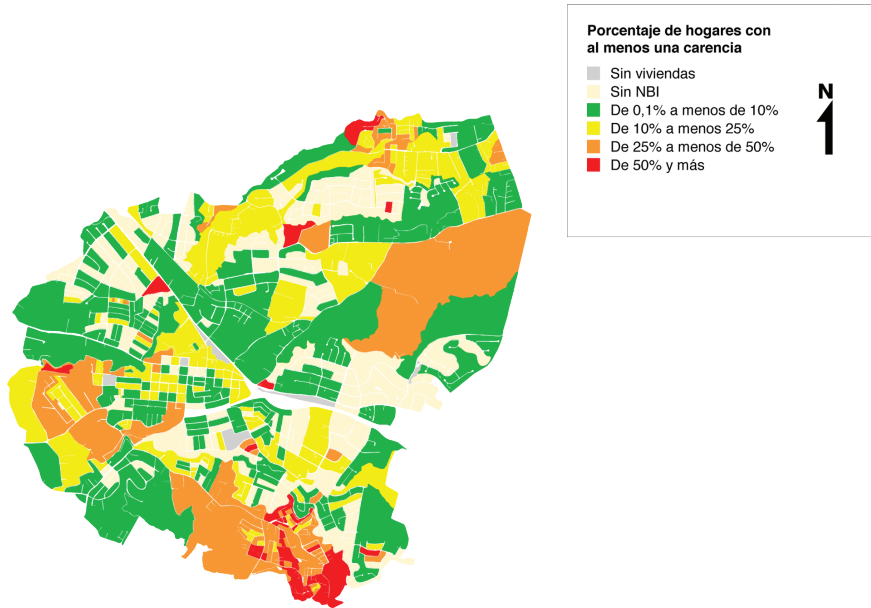 Porcentaje de hogares con
al menos una carencia
Sin viviendas
Sin NBI
De 0,1% a menos de 10%
De 10% a menos 25%
De 25% a menos de 50%
De 50% y más
N